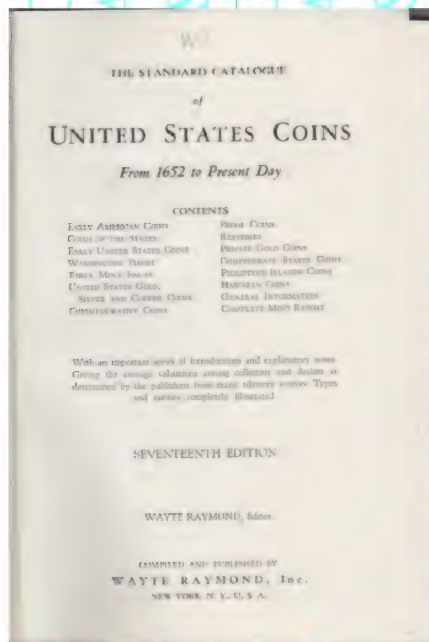 THE STANDARD CATALOGUE
of
UNITED STATES COINS
From 1652 to Present Day
CONTENTS
EARLY AMERICAN COINS
COINS OF THE STATES
EARLY UNITED STATES COINS
WASHINGTON PIECES
EARLY MINT ISSUES
UNITED STATES GOLD,
SILVER AND COPPER COINS
COMMEMORATIVE COINS
PROOF COINS
RESTRIKES
PRIVATE GOLD COINS
CONFEDERATE STATES COINS
PHILIPPINE ISLANDS COINS
HAWAIIAN COINS
GENERAL INFORMATION
COMPLETE MINT REPORT
With an important series of introductions and explanatory notes.
Giving the average valuations among collectors and dealers as
determined by the publishers from many advisory sources. Types
and varieties completely illustrated.
SEVENTEENTH EDITION
WAYTE RAYMOND, Editor
COMPILED AND PUBLISHED BY
WAYTE RAYMOND, Inc.
NEW YORK, N. Y., U. S. A.